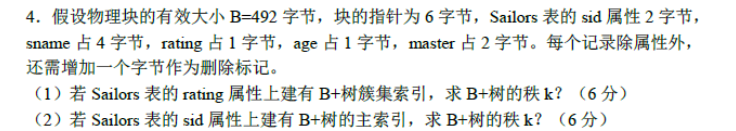 4．假设物理块的有效大小 B=492 字节，块的指针为 6 字节，Sailors 表的 sid 属性 2 字节，
sname 占 4 字节，rating 占 1 字节，age 占 1 字节，master 占 2 字节。每个记录除属性外，
还需增加一个字节作为删除标记。
（1）若 Sailors 表的 rating 属性上建有 B+树簇集索引，求 B+树的秩 k？（6 分）
（2）若 Sailors 表的 sid 属性上建有 B+树的主索引，求 B+树的秩 k？（6 分）